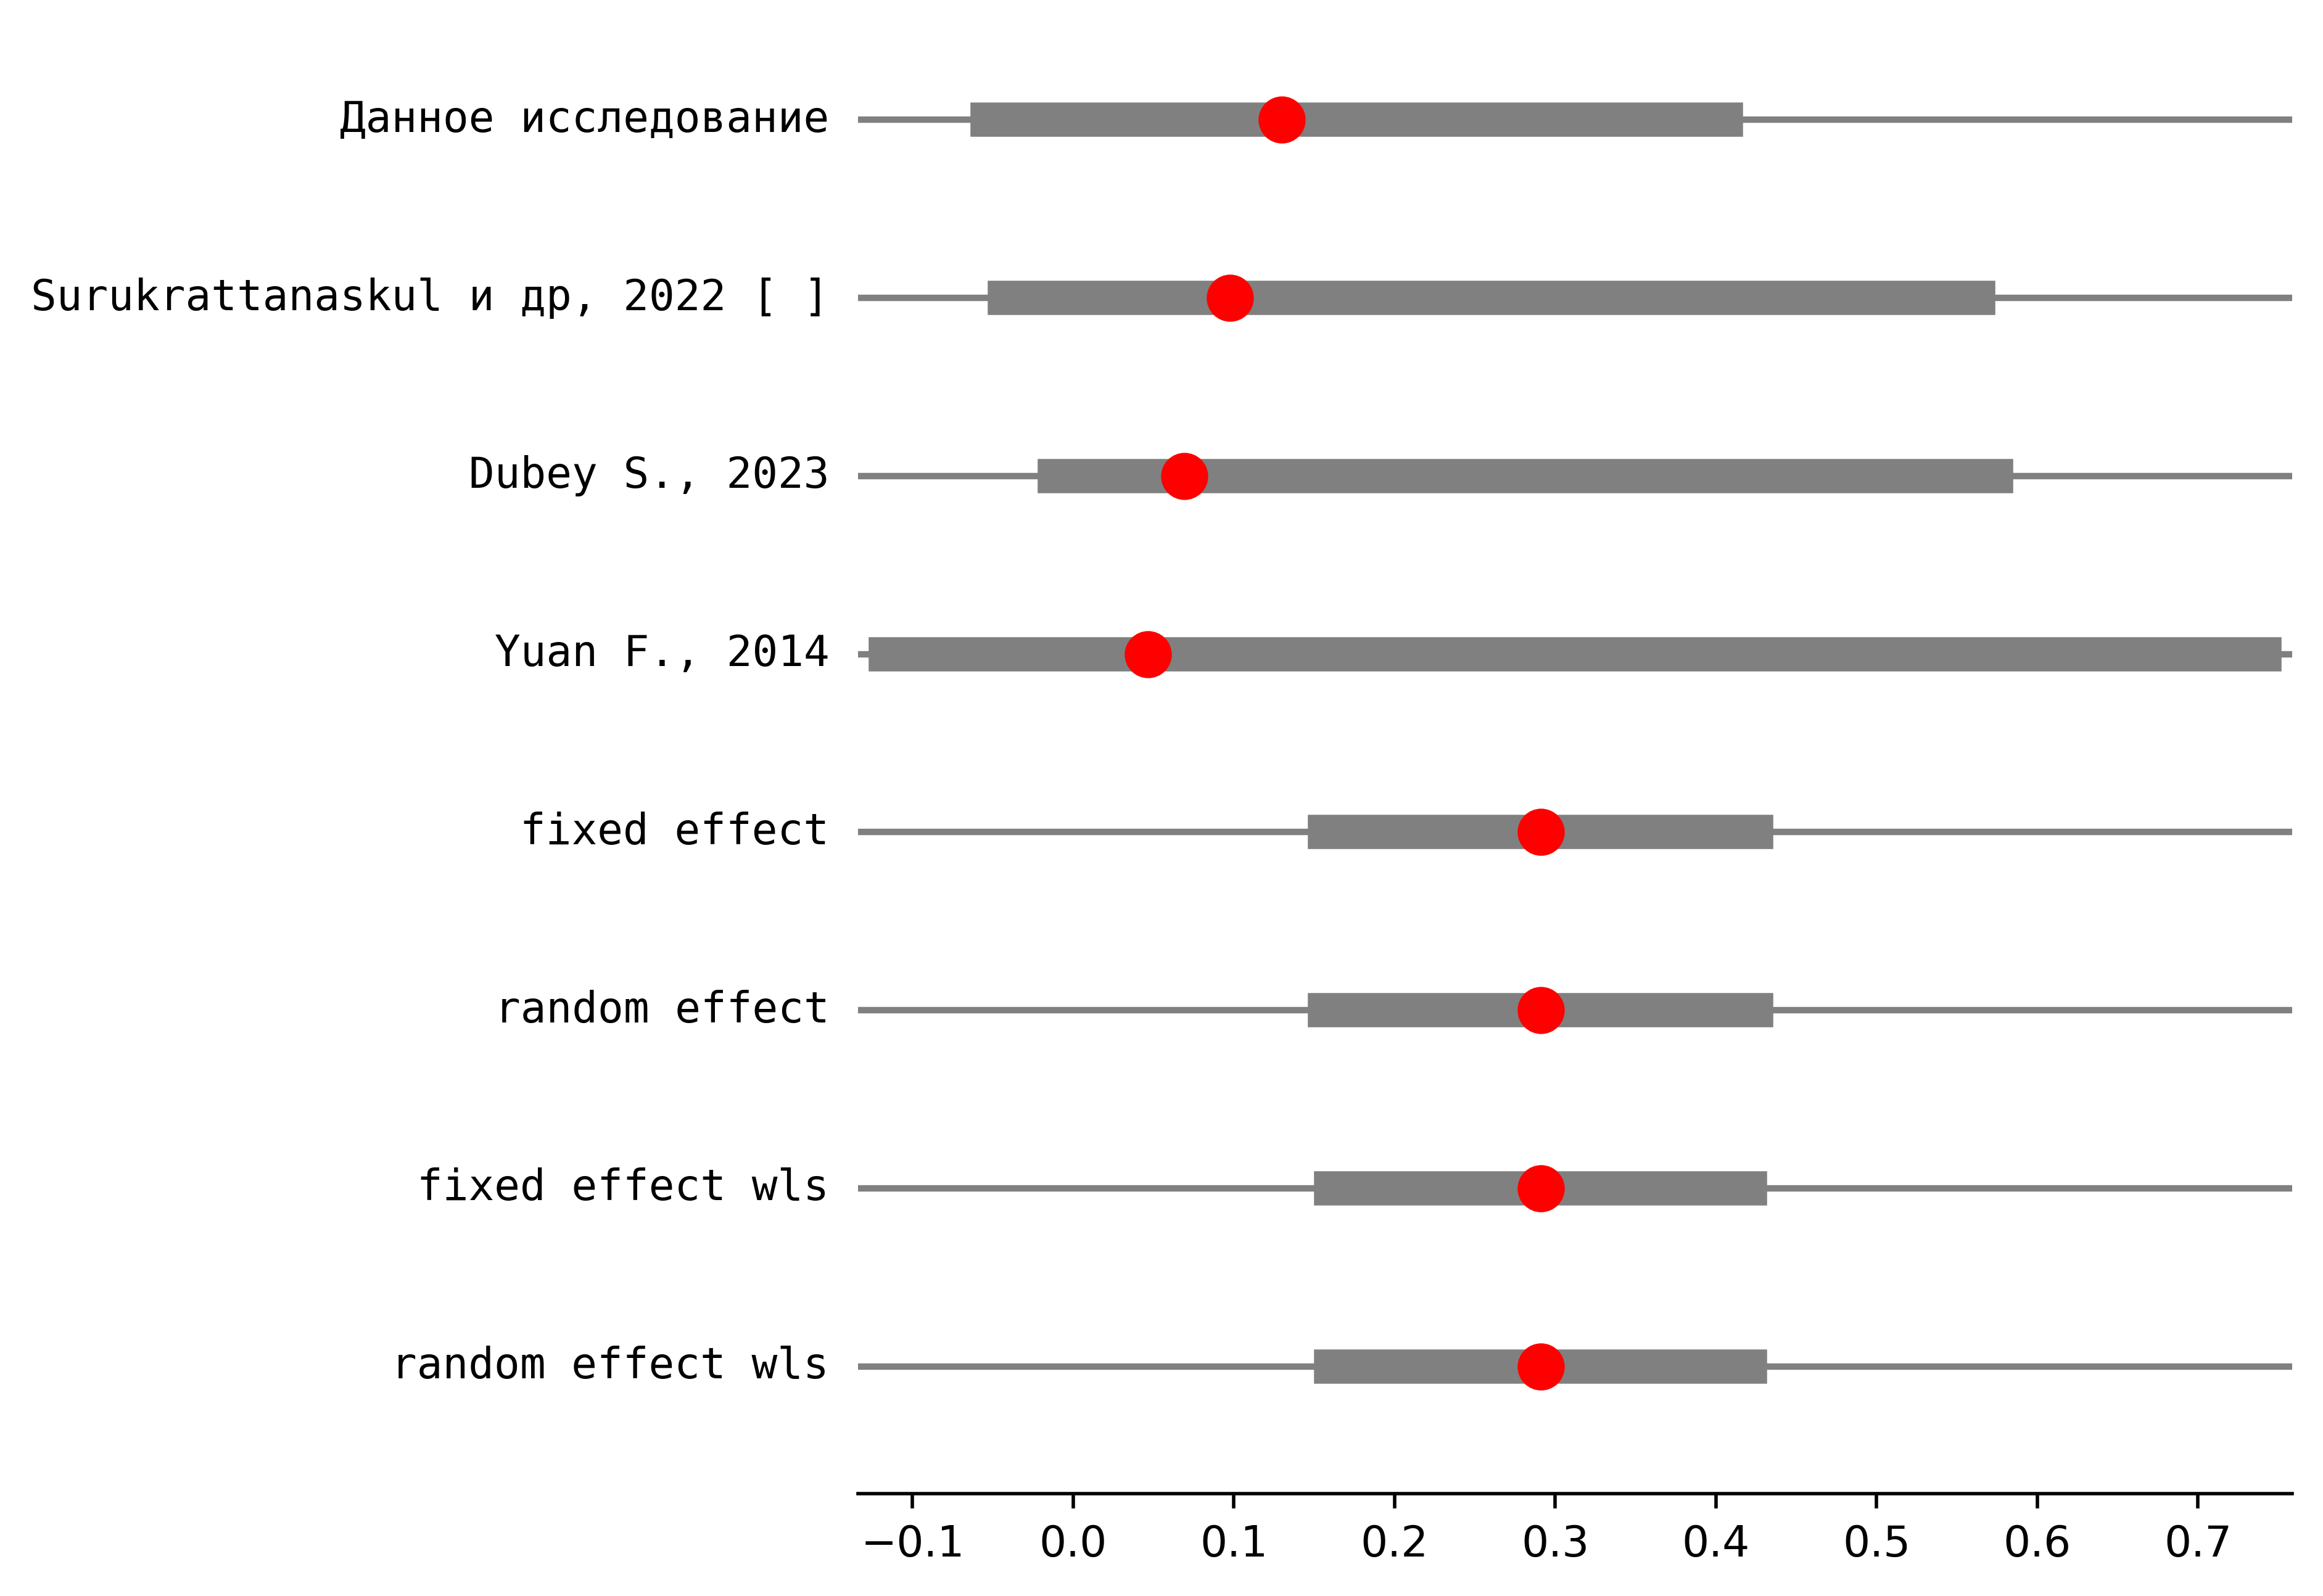 Данное исследование
Surukrattanaskul и др, 2022 [ ]
Dubey S., 2023
Yuan F., 2014
fixed effect
random effect
fixed effect wls
random effect wls
−0.1 0.0 0.1 0.2 0.3 0.4 0.5 0.6 0.7